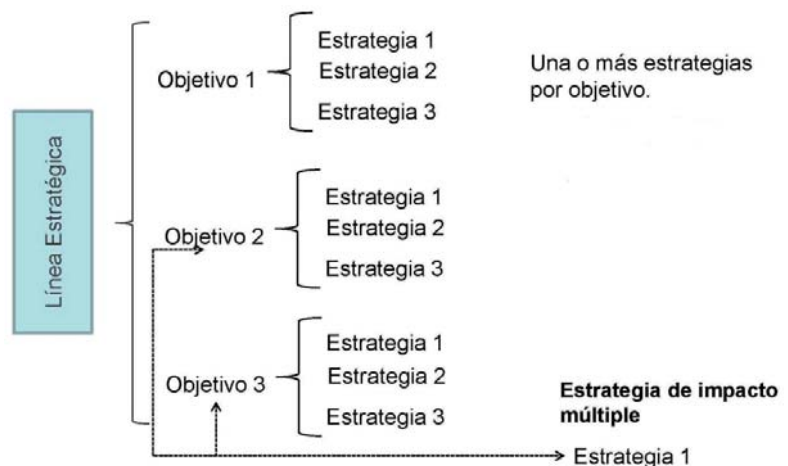 Línea Estratégica
Objetivo 1
Estrategia 1
Estrategia 2
Estrategia 3
Una o más estrategias
por objetivo.
Objetivo 2
Estrategia 1
Estrategia 2
Estrategia 3
Objetivo 3
Estrategia 1
Estrategia 2
Estrategia 3
Estrategia de impacto
múltiple
Estrategia 1